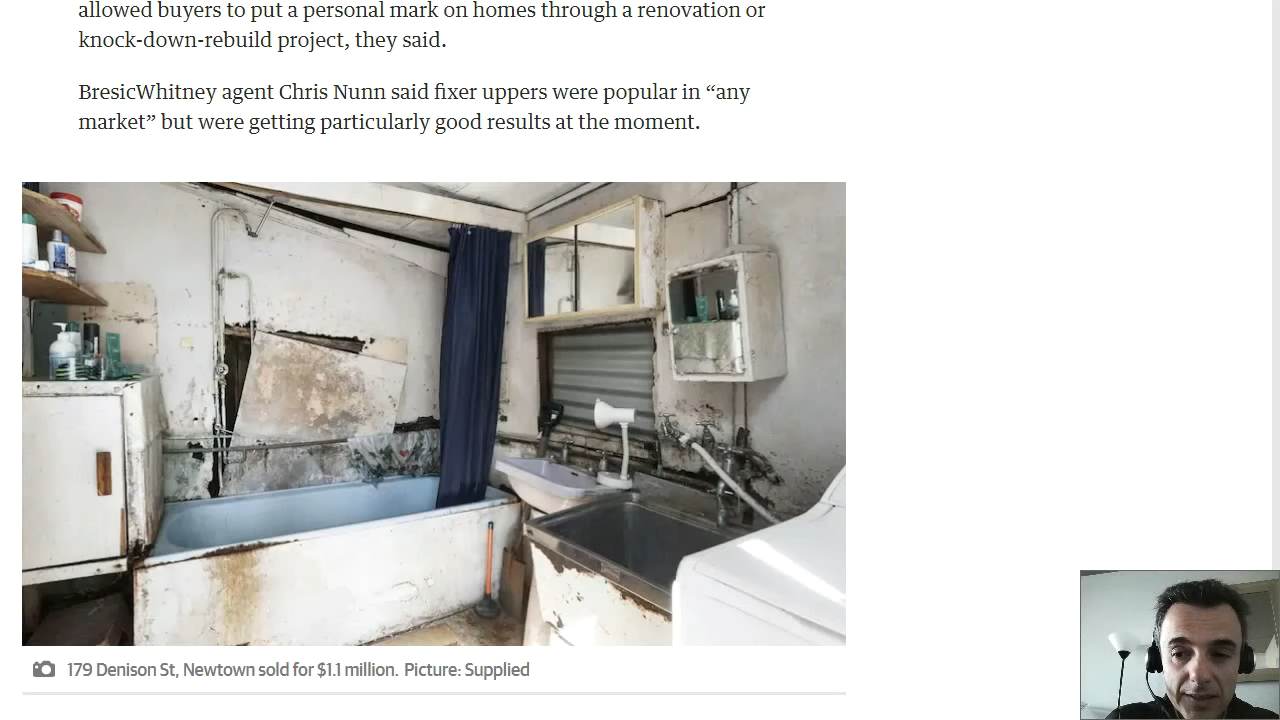 allowed buyers to put a personal mark on homes through a renovation or
knock-down-rebuild project, they said.
BresicWhitney agent Chris Nunn said fixer uppers were popular in “any
market” but were getting particularly good results at the moment.
179 Denison St, Newtown sold for $1.1 million. Picture: Supplied